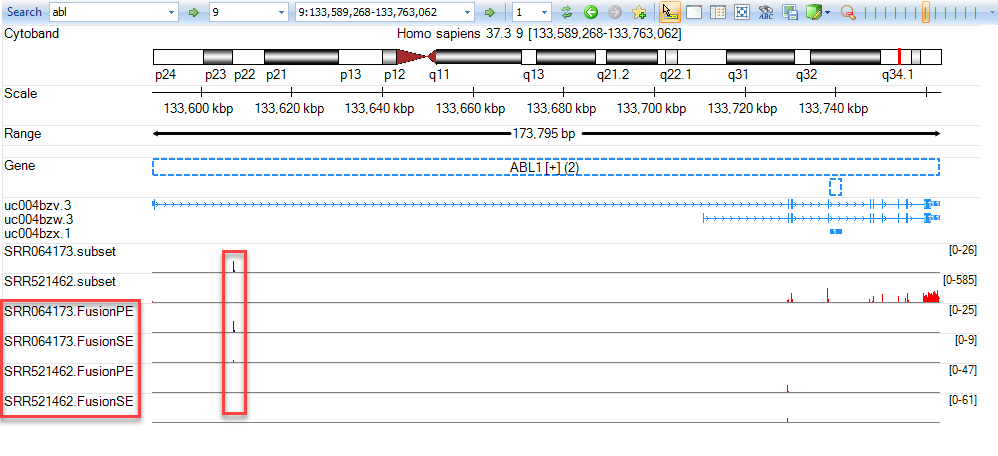 Search abl 9 9:133,589,268-133,763,062 1 ABC
Cytoband Homo sapiens 37.3 9 [133,589,268-133,763,062]
p24 p23 p22 p21 p13 p12 q11 q13 q21.2 q22.1 q31 q32 q34.1
Scale
133,600 kbp 133,620 kbp 133,640 kbp 133,660 kbp 133,680 kbp 133,700 kbp 133,720 kbp 133,740 kbp
Range 173,795 bp
Gene ABL1 [+] (2)
uc004bzv.3
uc004bzw.3
uc004bzx.1
SRR064173.subset [0-26]
SRR521462.subset [0-585]
SRR064173.FusionPE [0-25]
SRR064173.FusionSE [0-9]
SRR521462.FusionPE [0-47]
SRR521462.FusionSE [0-61]